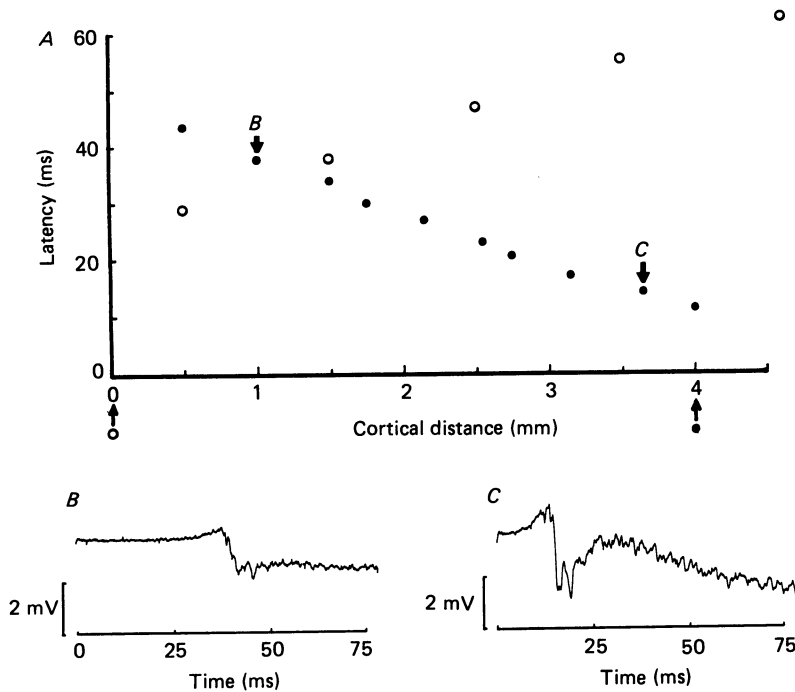 A
60
40
20
0
Latency (ms)
B
C
0 1 2 3 4
Cortical distance (mm)
B
2 mV
0 25 50 75
Time (ms)
C
2 mV
25 50 75
Time (ms)